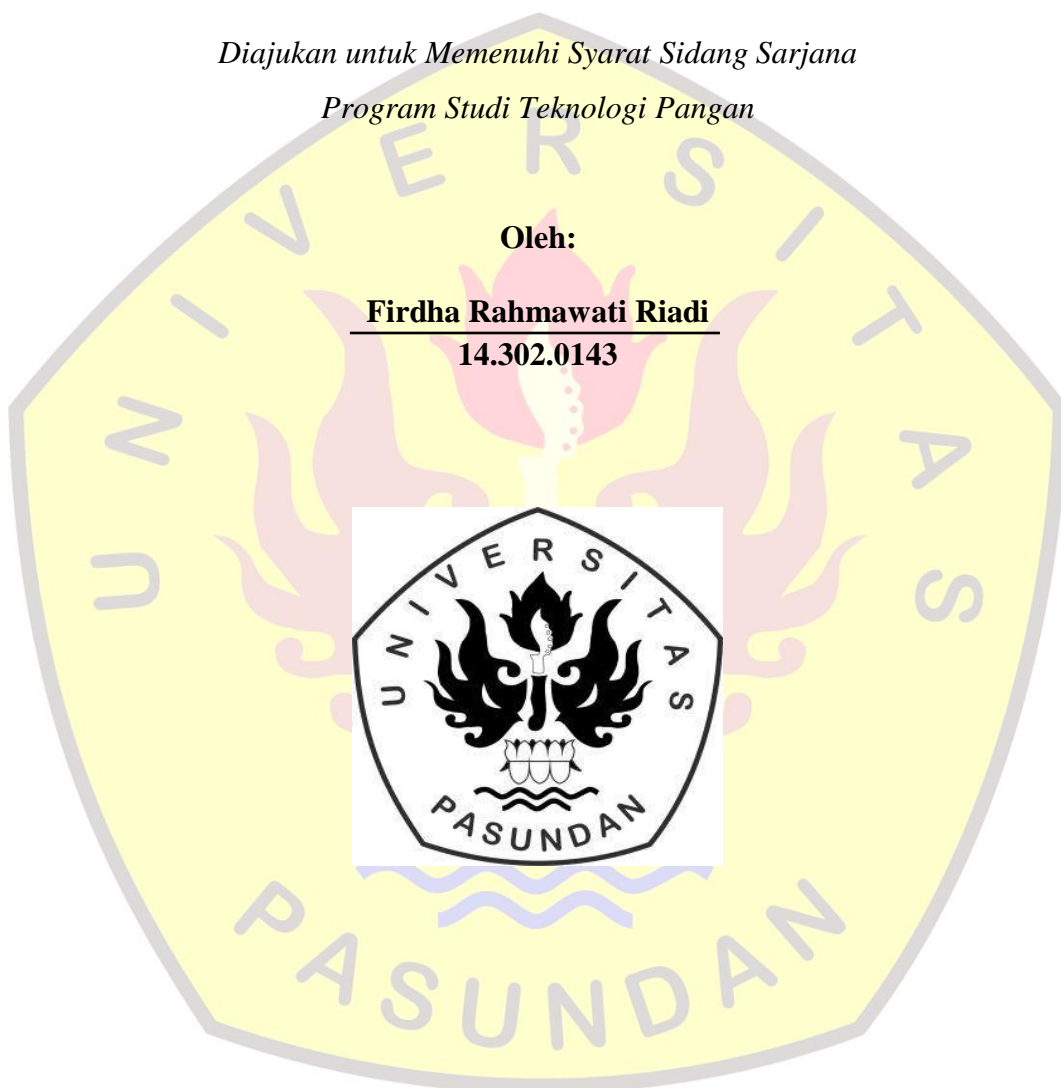 Diajukan untuk Memenuhi Syarat Sidang Sarjana
Program Studi Teknologi Pangan
Oleh:
Firdha Rahmawati Riadi
14.302.0143
UNIVERSITAS
PASUNDAN
UNIVERSITAS
PASUNDAN